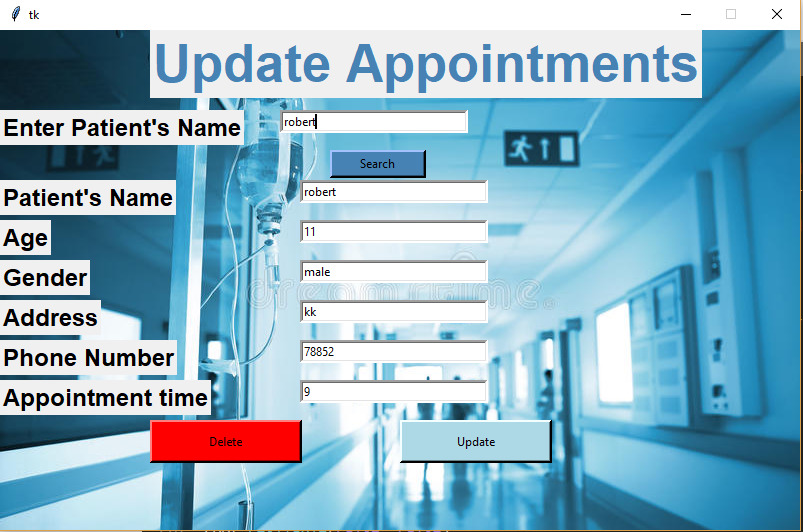 tk
Update Appointments
Enter Patient's Name robert
Search
Patient's Name robert
Age 11
Gender male
Address kk
Phone Number 78852
Appointment time 9
Delete Update
dreamstime.